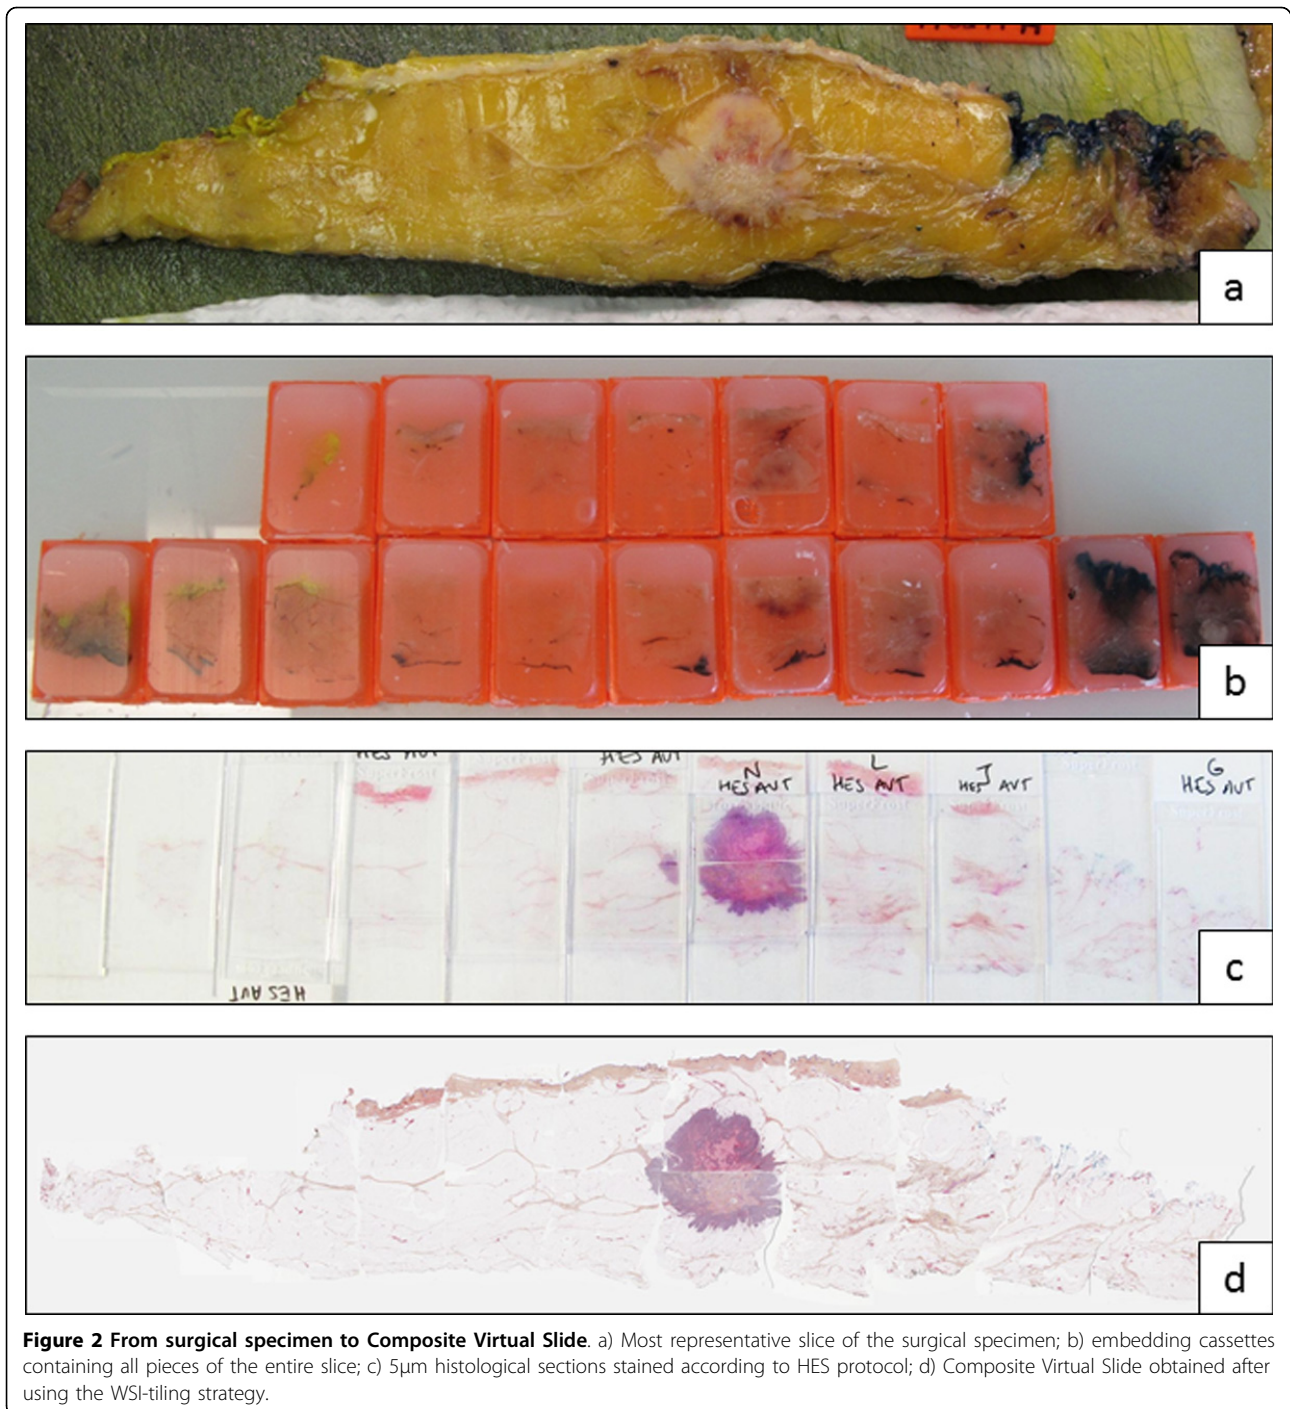 a
b
HES AVT
HES AVT
N
HES AVT
L
HES AVT
J
HES AVT
G
HES AVT
HES AVT
c
d
Figure 2 From surgical specimen to Composite Virtual Slide. a) Most representative slice of the surgical specimen; b) embedding cassettes
containing all pieces of the entire slice; c) 5µm histological sections stained according to HES protocol; d) Composite Virtual Slide obtained after
using the WSI-tiling strategy.